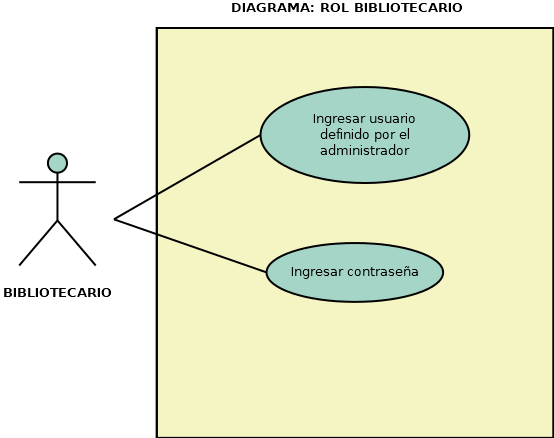 DIAGRAMA: ROL BIBLIOTECARIO
Ingresar usuario
definido por el
administrador
Ingresar contraseña
BIBLIOTECARIO